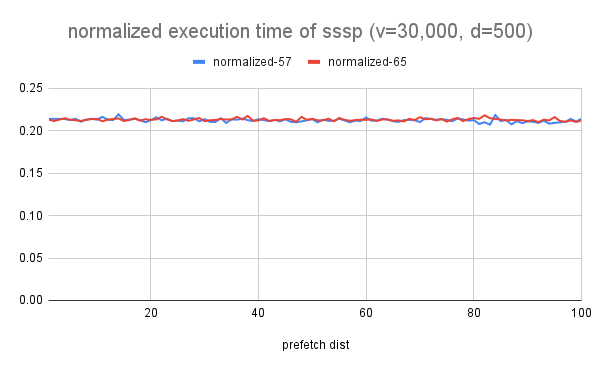 normalized execution time of sssp (v=30,000, d=500)
normalized-57 normalized-65
0.25
0.20
0.15
0.10
0.05
0.00
20 40 60 80 100
prefetch dist